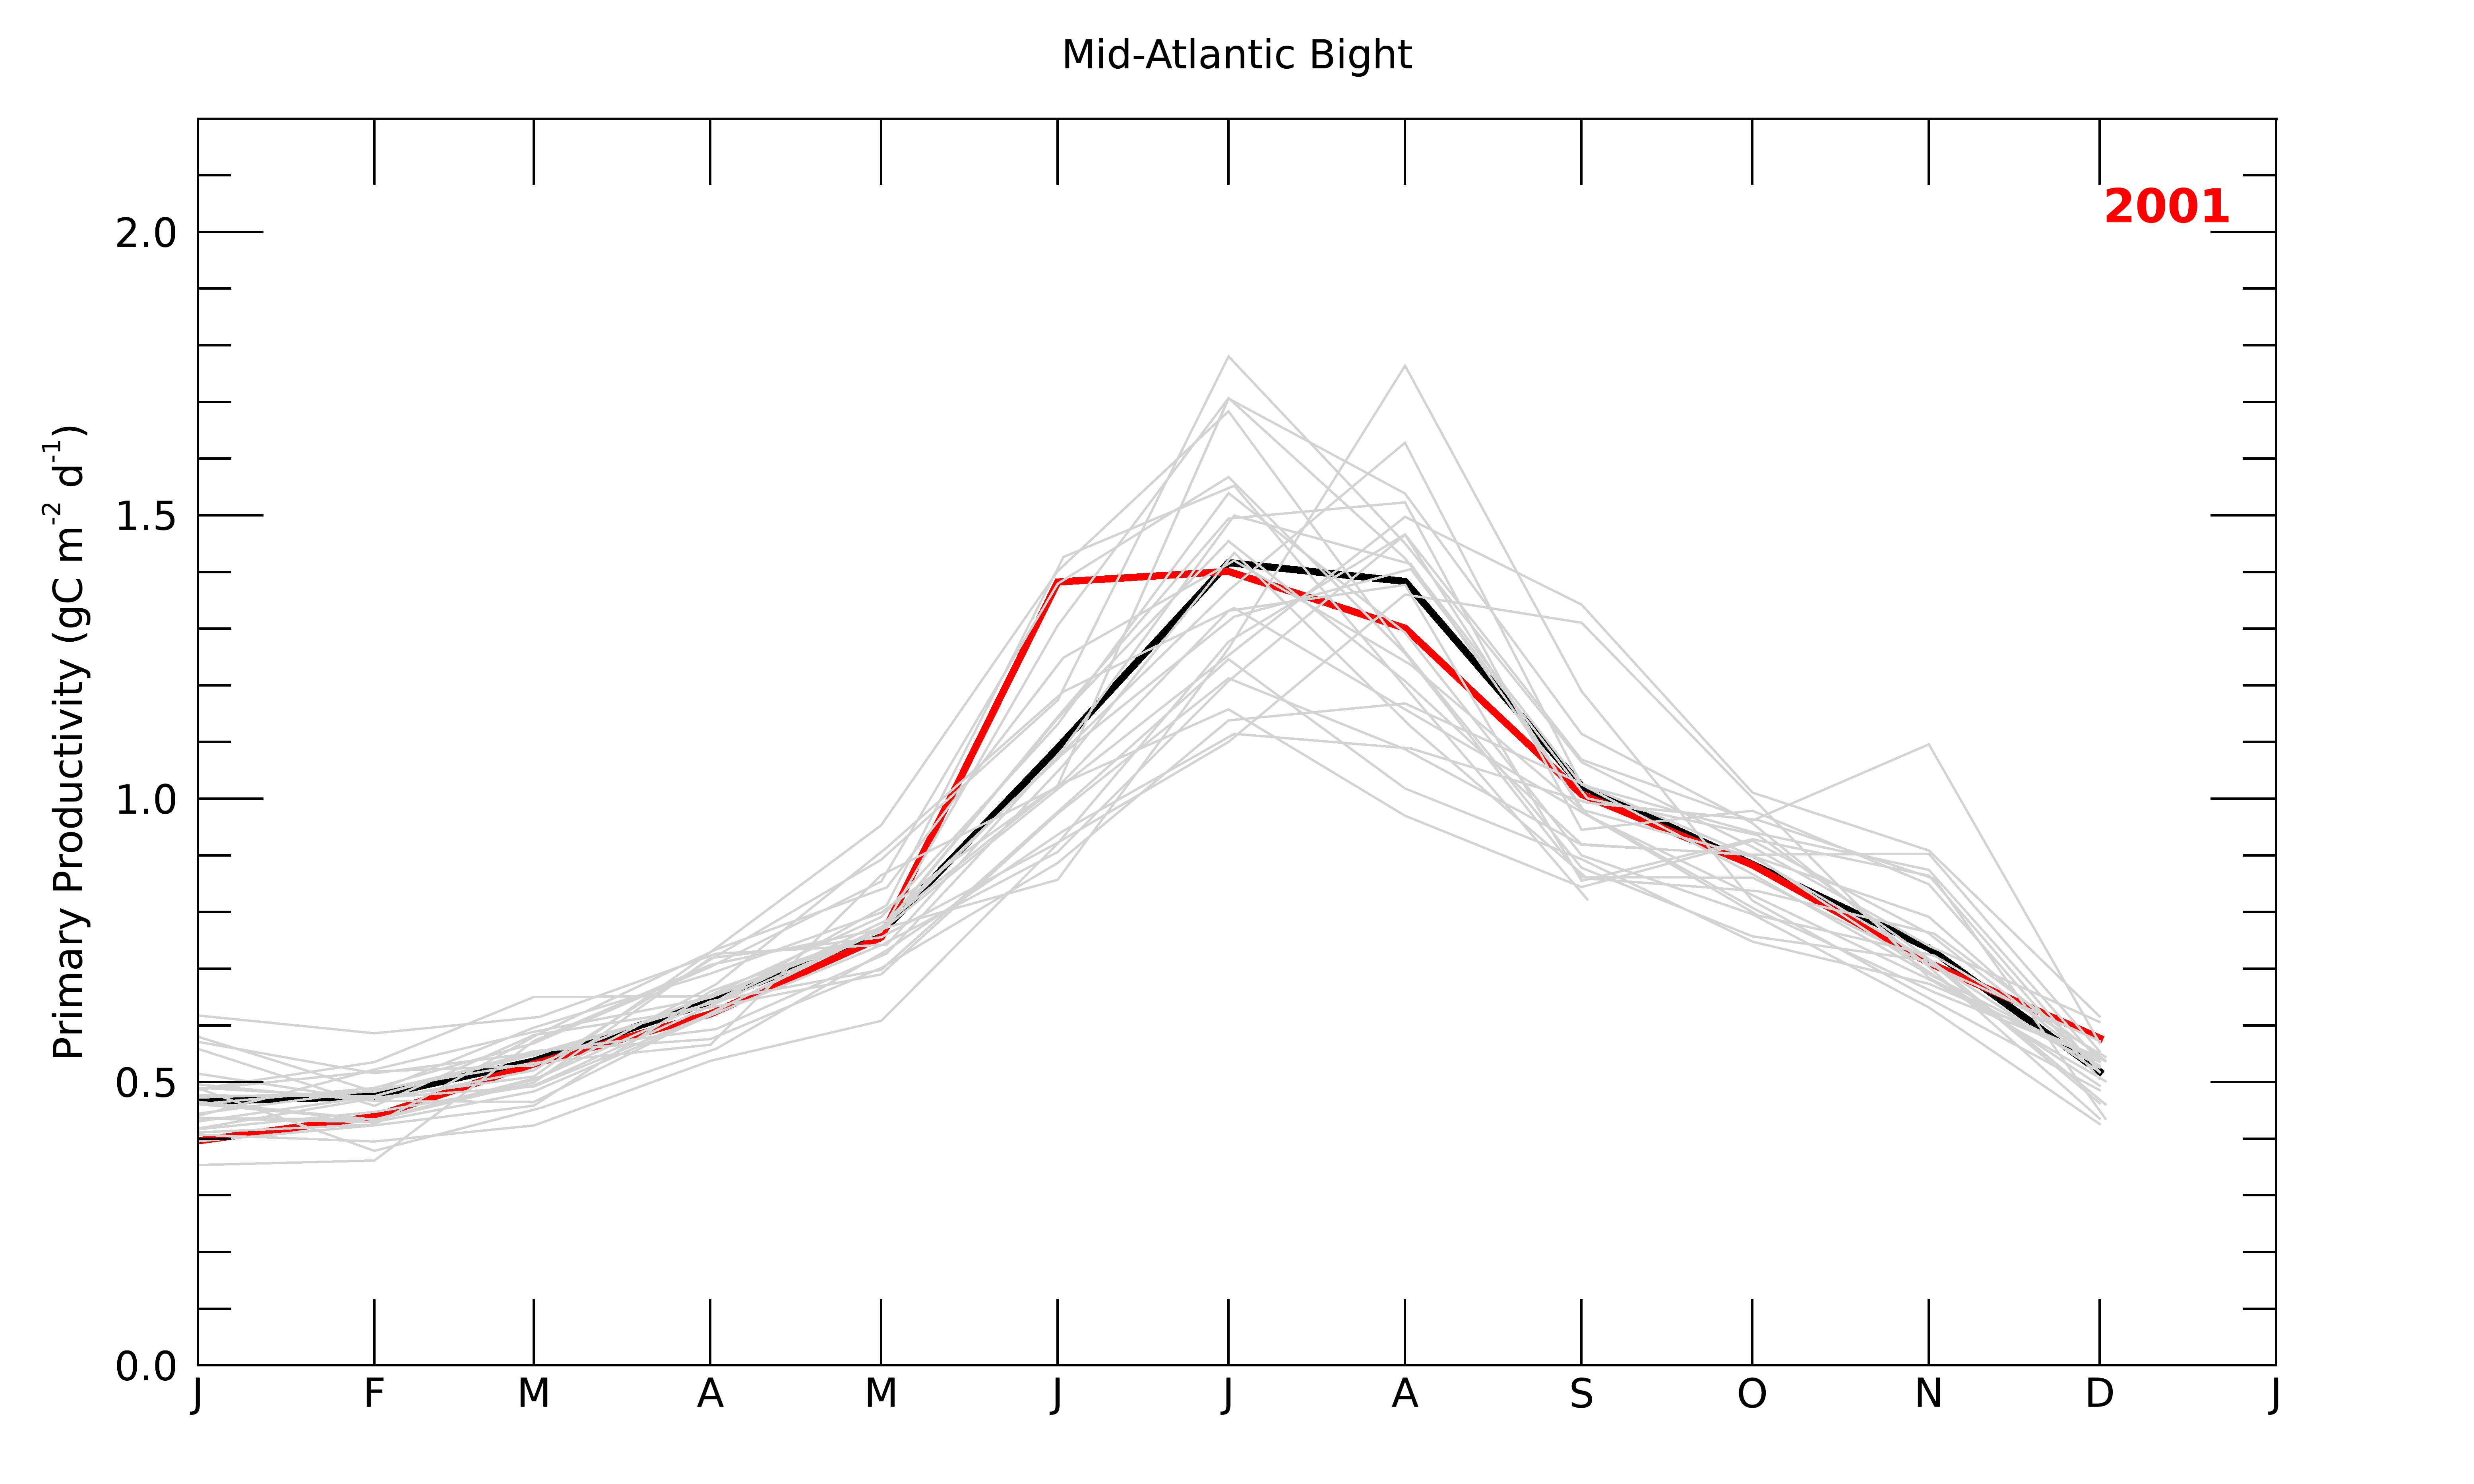 Mid-Atlantic Bight
2001
Primary Productivity (gC m⁻² d⁻¹)
2.0
1.5
1.0
0.5
0.0
J F M A M J J A S O N D J